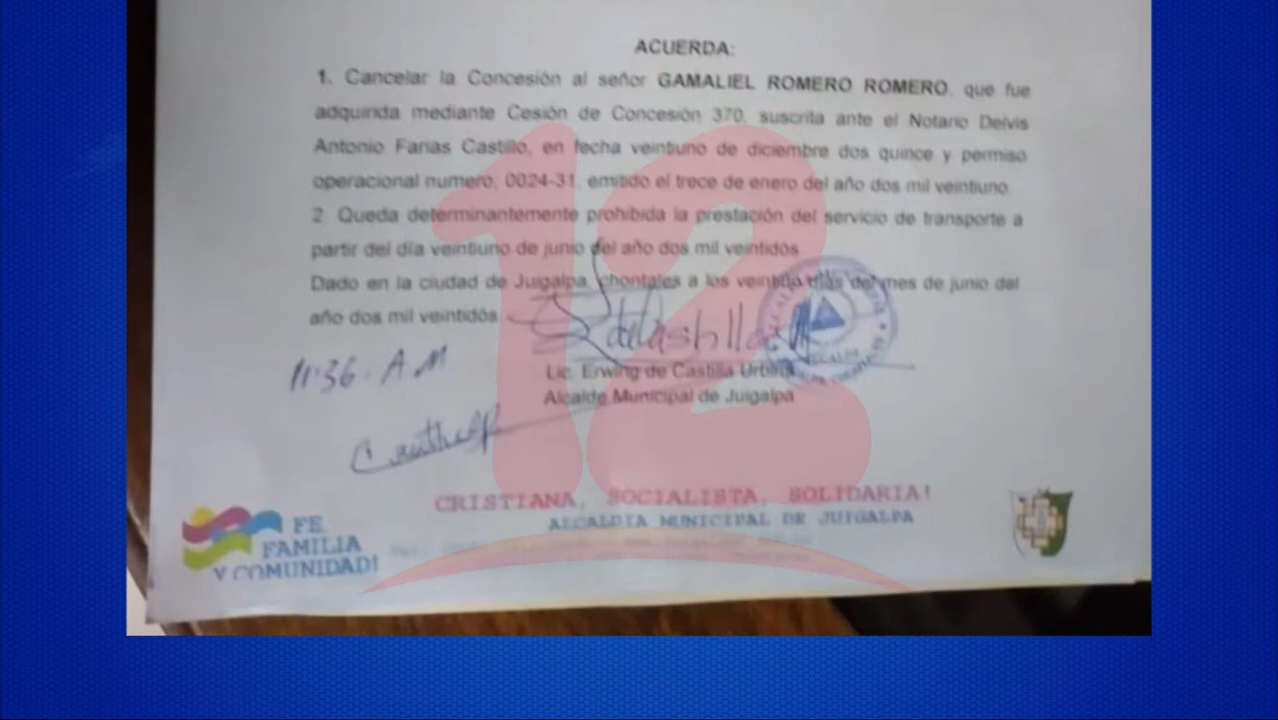 ACUERDA:
1. Cancelar la Concesión al señor GAMALIEL ROMERO ROMERO, que fue
adquirida mediante Cesión de Concesión 370, suscrita ante el Notario Delvis
Antonio Farias Castillo, en fecha veintiuno de diciembre dos quince y permiso
operacional numero: 0024-31, emitido el trece de enero del año dos mil veintiuno.
2. Queda determinantemente prohibida la prestación del servicio de transporte a
partir del día veintiuno de junio del año dos mil veintidós
Dado en la ciudad de Juigalpa, chontales a los veintiún días del mes de junio del
año dos mil veintidós
11:36 A.M
Lic. Erwing de Castilla Urbina
Alcalde Municipal de Juigalpa
12
CRISTIANA, SOCIALISTA, SOLIDARIA!
ALCALDIA MUNICIPAL DE JUIGALPA
FE,
FAMILIA
Y COMUNIDAD!